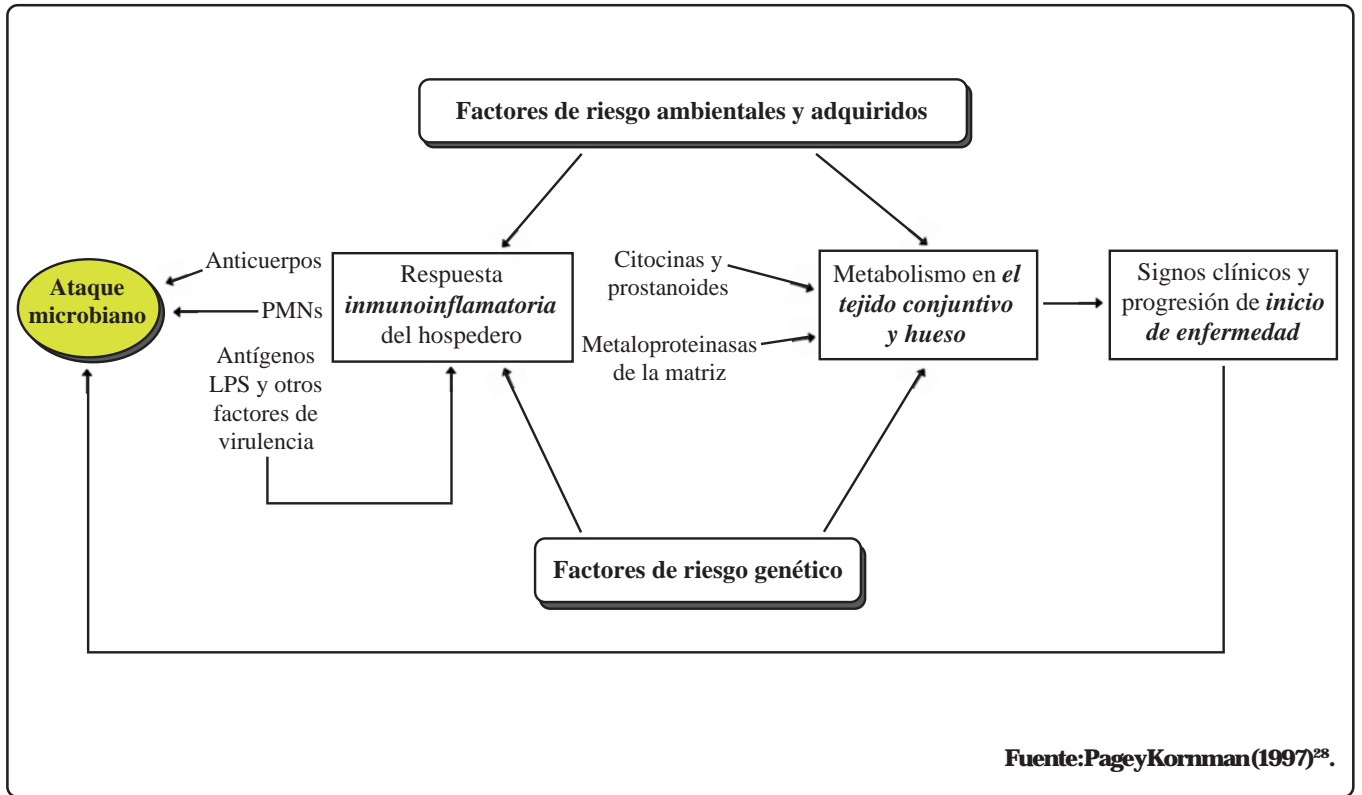 Factores de riesgo ambientales y adquiridos
Ataque
microbiano
Anticuerpos
PMNs
Antígenos
LPS y otros
factores de
virulencia
Respuesta
inmunoinflamatoria
del hospedero
Citocinas y
prostanoides
Metaloproteinasas
de la matriz
Metabolismo en el
tejido conjuntivo
y hueso
Signos clínicos y
progresión de inicio
de enfermedad
Factores de riesgo genético
Fuente:PageyKornman(1997)²⁸.